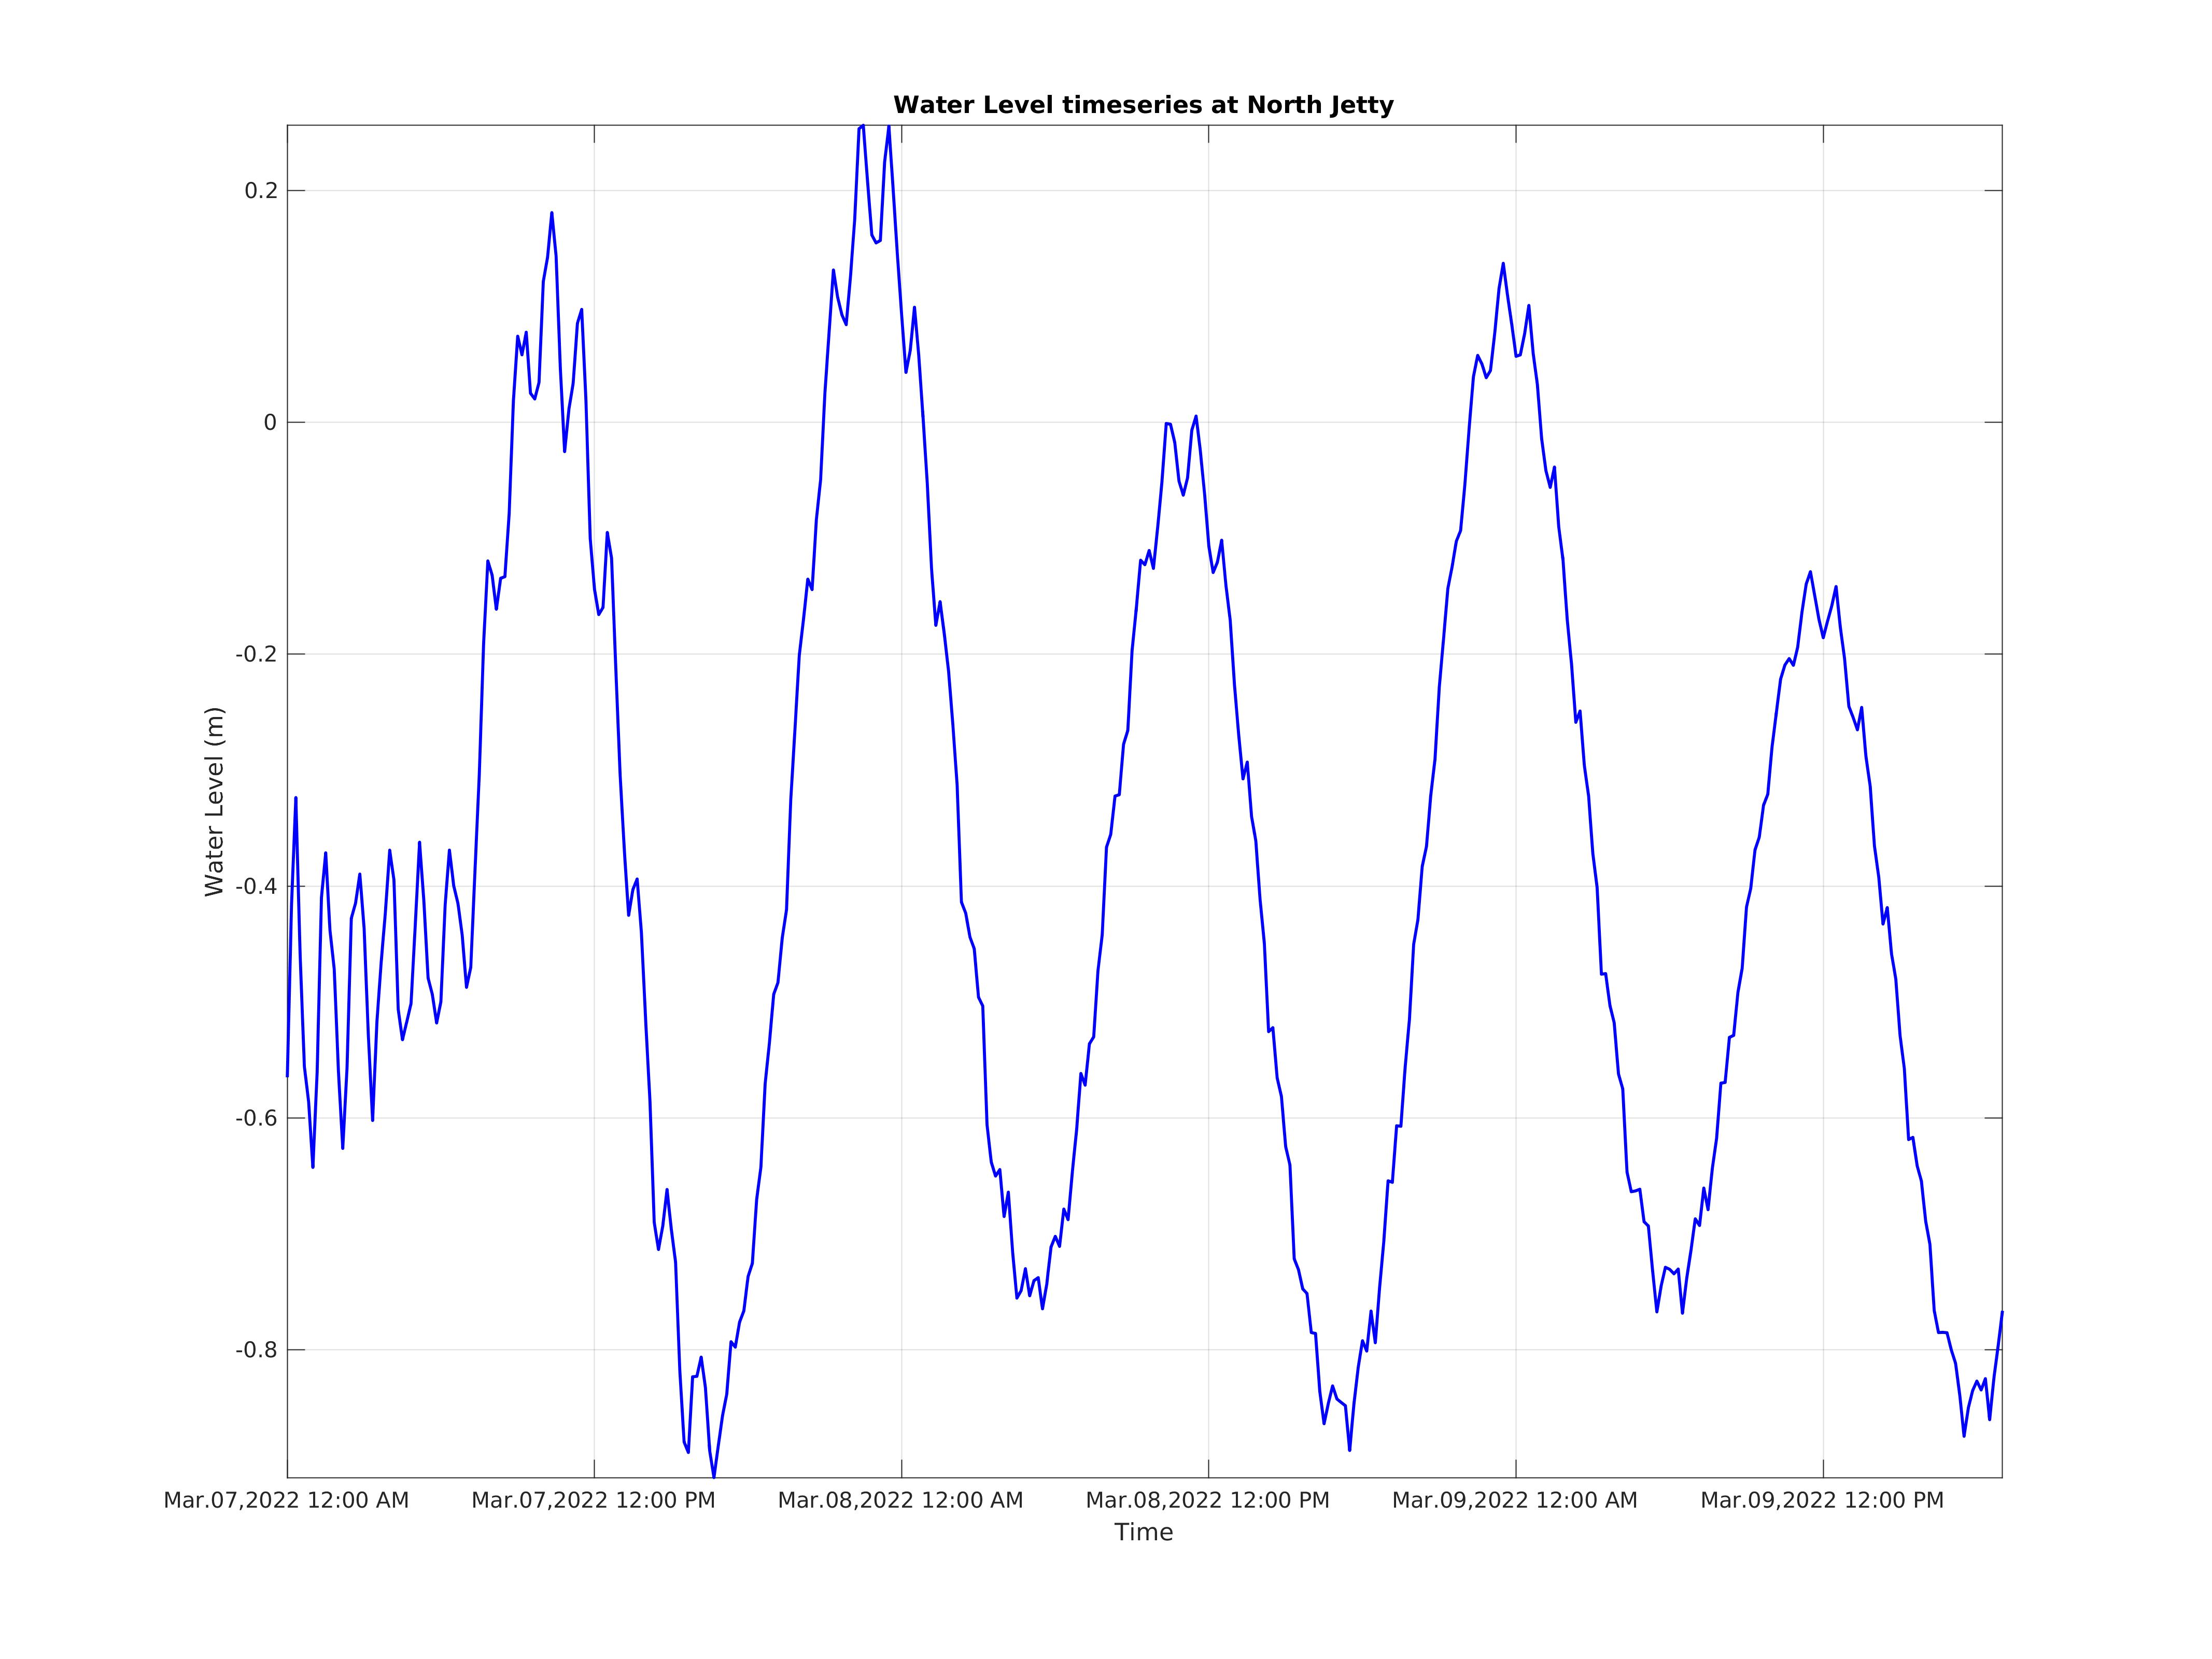 Water Level timeseries at North Jetty
0.2
0
-0.2
-0.4
-0.6
-0.8
Water Level (m)
Mar.07,2022 12:00 AM
Mar.07,2022 12:00 PM
Mar.08,2022 12:00 AM
Mar.08,2022 12:00 PM
Mar.09,2022 12:00 AM
Mar.09,2022 12:00 PM
Time